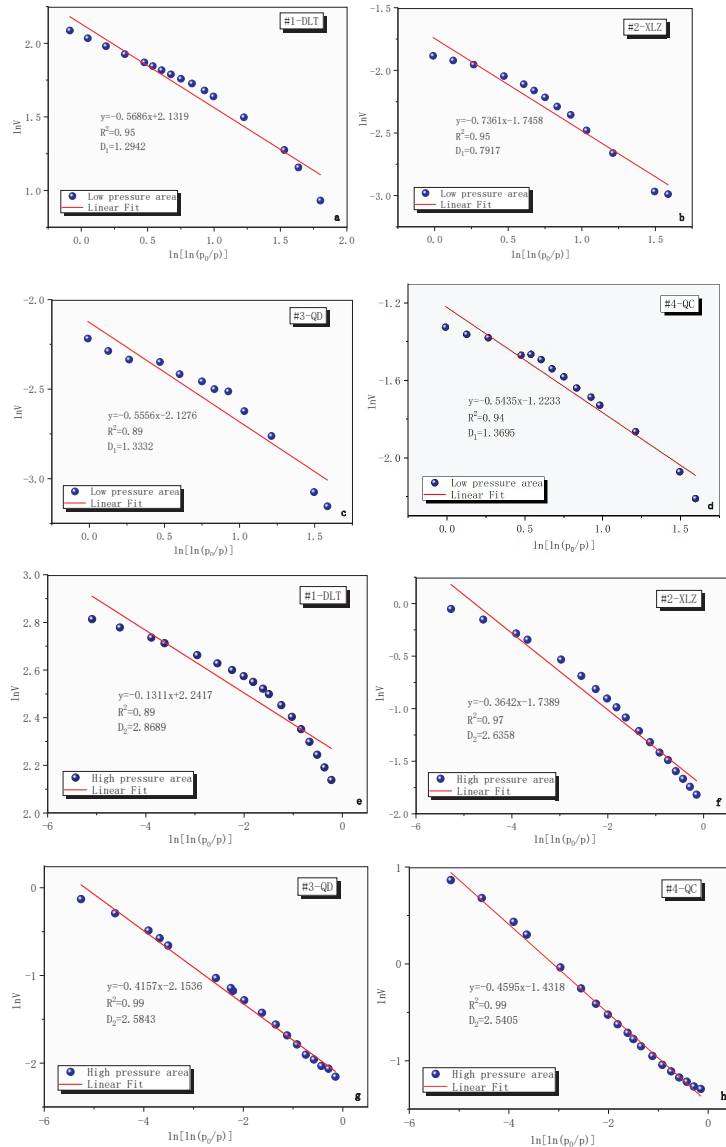 #1-DLT
2.0
1.5
1.0
lnV
y=-0.5686x+2.1319
R²=0.95
D₁=1.2942
Low pressure area
Linear Fit
a
0.0 0.5 1.0 1.5 2.0
ln[ln(p₀/p)]
#2-XLZ
-1.5
-2.0
-2.5
-3.0
lnV
y=-0.7361x-1.7458
R²=0.95
D₁=0.7917
Low pressure area
Linear Fit
b
0.0 0.5 1.0 1.5
ln[ln(p₀/p)]
#3-QD
-2.0
-2.5
-3.0
lnV
y=-0.5556x-2.1276
R²=0.89
D₁=1.3332
Low pressure area
Linear Fit
c
0.0 0.5 1.0 1.5
ln[ln(p₀/p)]
#4-QC
-1.2
-1.6
-2.0
lnV
y=-0.5435x-1.2233
R²=0.94
D₁=1.3695
Low pressure area
Linear Fit
d
0.0 0.5 1.0 1.5
ln[ln(p₀/p)]
#1-DLT
3.0
2.8
2.6
2.4
2.2
2.0
lnV
y=-0.1311x+2.2417
R²=0.89
D₂=2.8689
High pressure area
Linear Fit
e
-6 -4 -2 0
ln[ln(p₀/p)]
#2-XLZ
0.0
-0.5
-1.0
-1.5
-2.0
lnV
y=-0.3642x-1.7389
R²=0.97
D₂=2.6358
High pressure area
Linear Fit
f
-6 -4 -2 0
ln[ln(p₀/p)]
#3-QD
0
-1
-2
lnV
y=-0.4157x-2.1536
R²=0.99
D₂=2.5843
High pressure area
Linear Fit
g
-6 -4 -2 0
ln[ln(p₀/p)]
#4-QC
1
0
-1
lnV
y=-0.4595x-1.4318
R²=0.99
D₂=2.5405
High pressure area
Linear Fit
h
-6 -4 -2 0
ln[ln(p₀/p)]